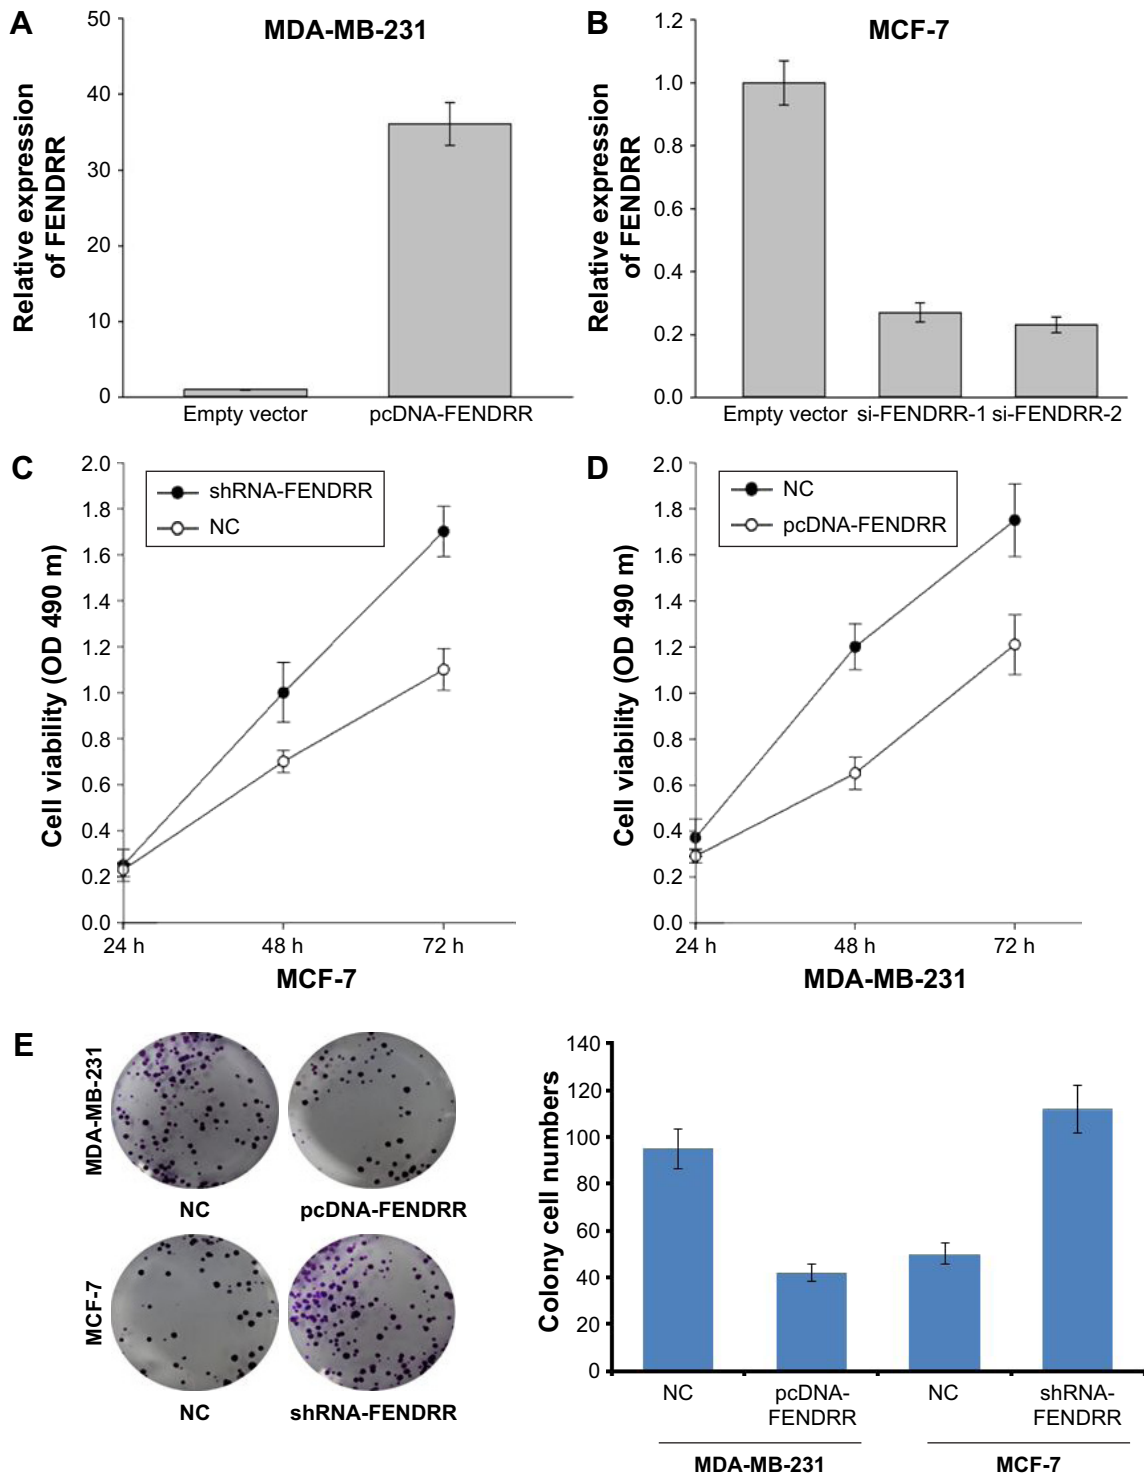 A
MDA-MB-231
Relative expression
of FENDRR
50
40
30
20
10
0
Empty vector
pcDNA-FENDRR
B
MCF-7
Relative expression
of FENDRR
1.2
1.0
0.8
0.6
0.4
0.2
0.0
Empty vector
si-FENDRR-1
si-FENDRR-2
C
shRNA-FENDRR
NC
Cell viability (OD 490 m)
2.0
1.8
1.6
1.4
1.2
1.0
0.8
0.6
0.4
0.2
0.0
24 h
48 h
72 h
MCF-7
D
NC
pcDNA-FENDRR
Cell viability (OD 490 m)
2.0
1.8
1.6
1.4
1.2
1.0
0.8
0.6
0.4
0.2
0.0
24 h
48 h
72 h
MDA-MB-231
E
MDA-MB-231
NC
pcDNA-FENDRR
MCF-7
NC
shRNA-FENDRR
Colony cell numbers
140
120
100
80
60
40
20
0
NC
pcDNA-
FENDRR
NC
shRNA-
FENDRR
MDA-MB-231
MCF-7